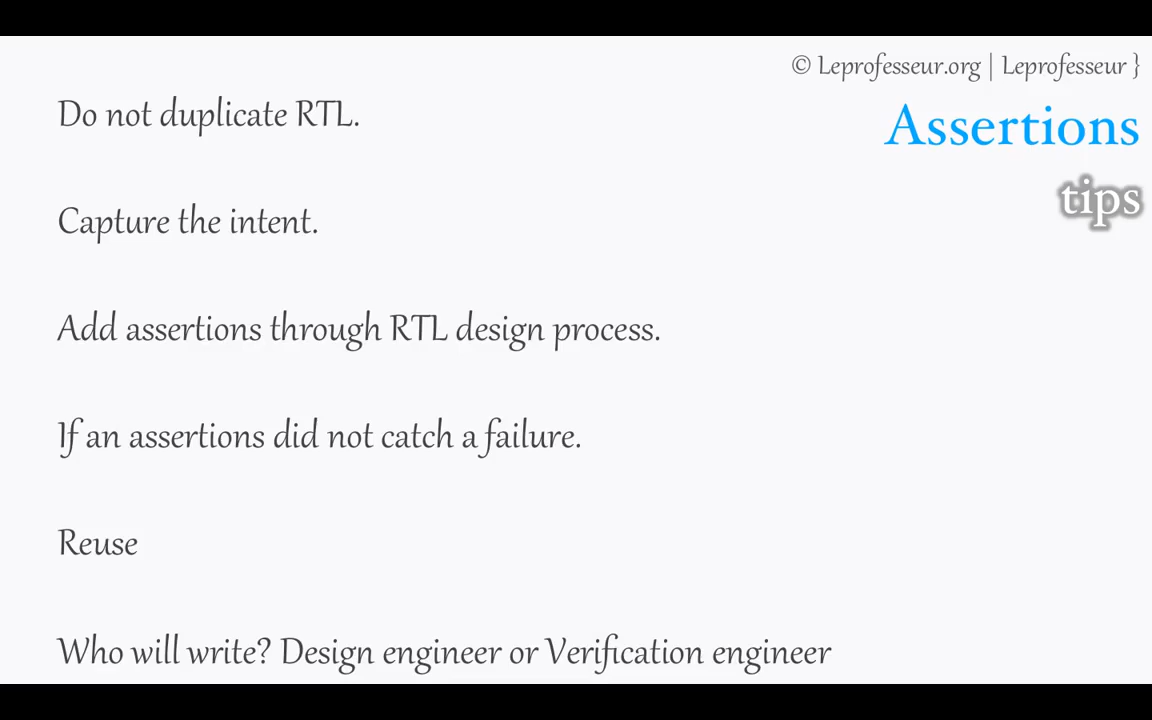 © Leprofesseur.org | Leprofesseur }
Assertions
tips
Do not duplicate RTL.
Capture the intent.
Add assertions through RTL design process.
If an assertions did not catch a failure.
Reuse
Who will write? Design engineer or Verification engineer